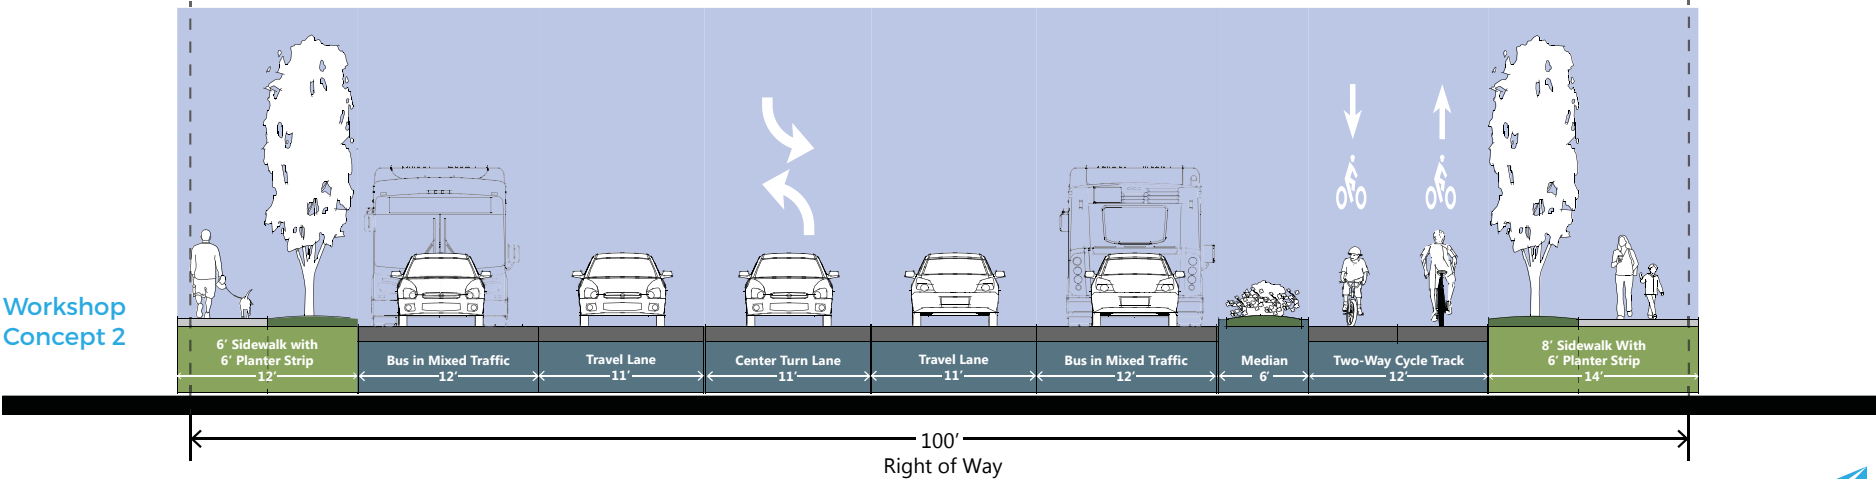 Workshop
Concept 2
6’ Sidewalk with
6’ Planter Strip
12’
Bus in Mixed Traffic
12’
Travel Lane
11’
Center Turn Lane
11’
Travel Lane
11’
Bus in Mixed Traffic
12’
Median
6’
Two-Way Cycle Track
12’
8’ Sidewalk With
6’ Planter Strip
14’
100’
Right of Way